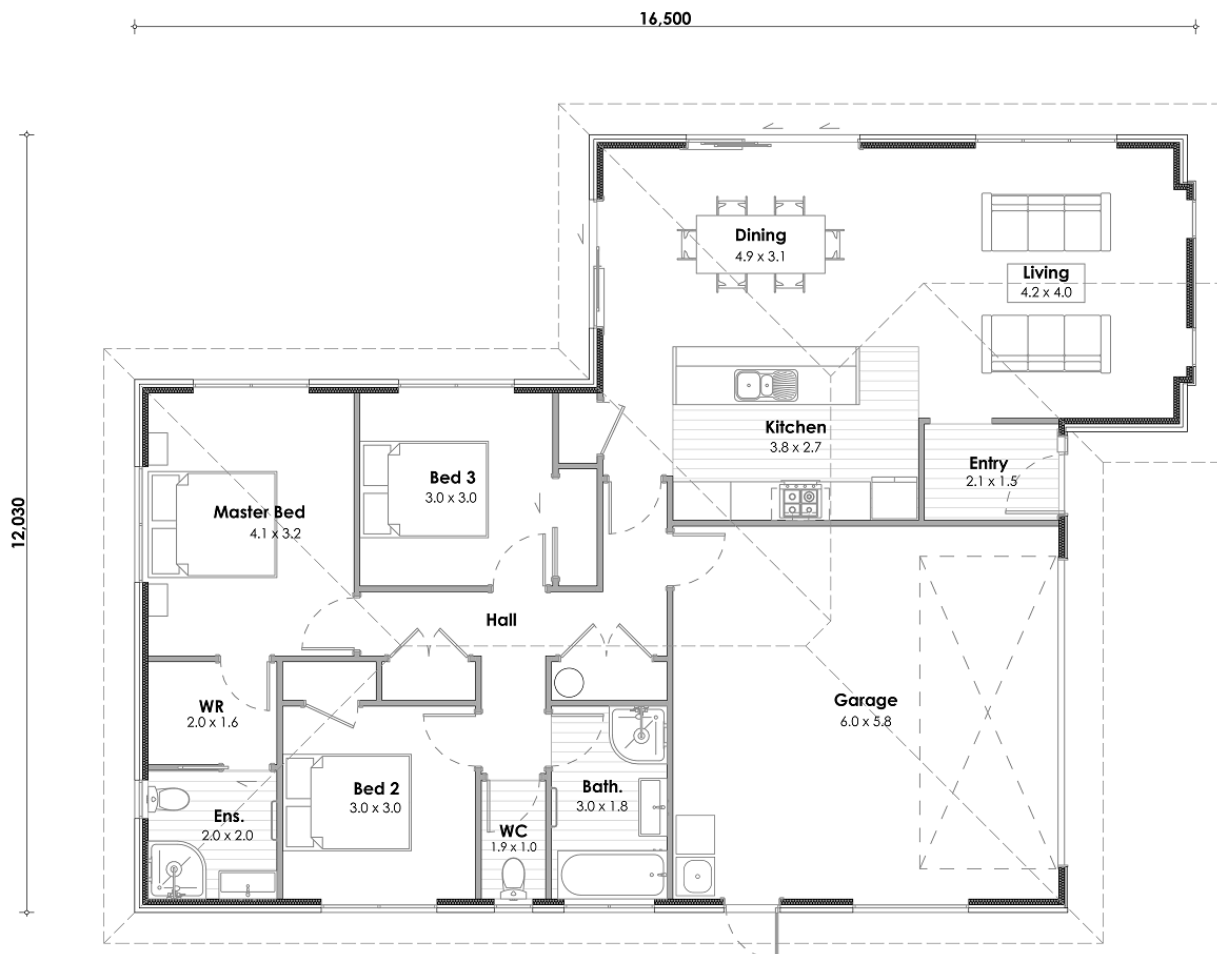 16,500
Dining
4.9 x 3.1
Living
4.2 x 4.0
Kitchen
3.8 x 2.7
Entry
2.1 x 1.5
Bed 3
3.0 x 3.0
Master Bed
4.1 x 3.2
12,030
Hall
WR
2.0 x 1.6
Garage
6.0 x 5.8
Bed 2
3.0 x 3.0
Bath.
3.0 x 1.8
Ens.
2.0 x 2.0
WC
1.9 x 1.0